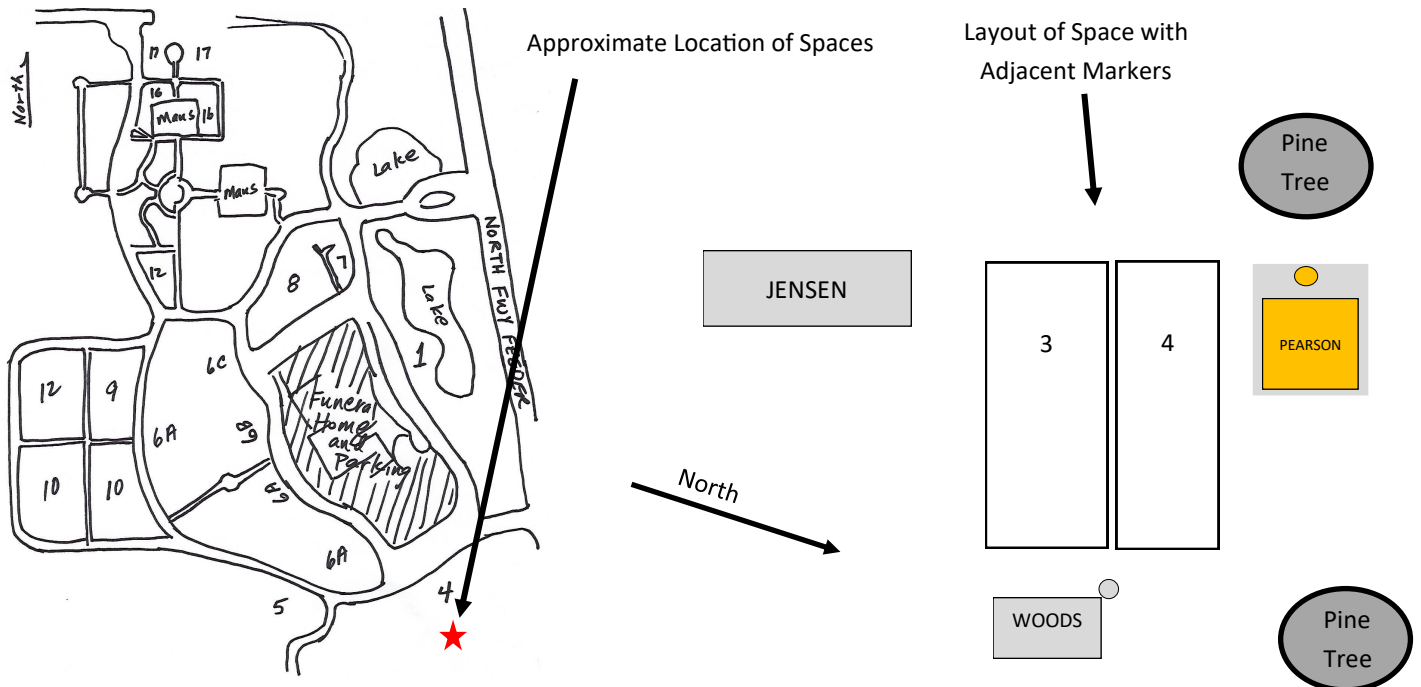 North
17
17
16
Maus
16
Maus
Lake
12
NORTH FWY FEEDER
7
8
Lake
1
6C
12
9
6A
6B
Funeral
Home
and
Parking
10
10
6A
6A
5
4
Approximate Location of Spaces
Layout of Space with
Adjacent Markers
Pine
Tree
JENSEN
3
4
PEARSON
North
WOODS
Pine
Tree